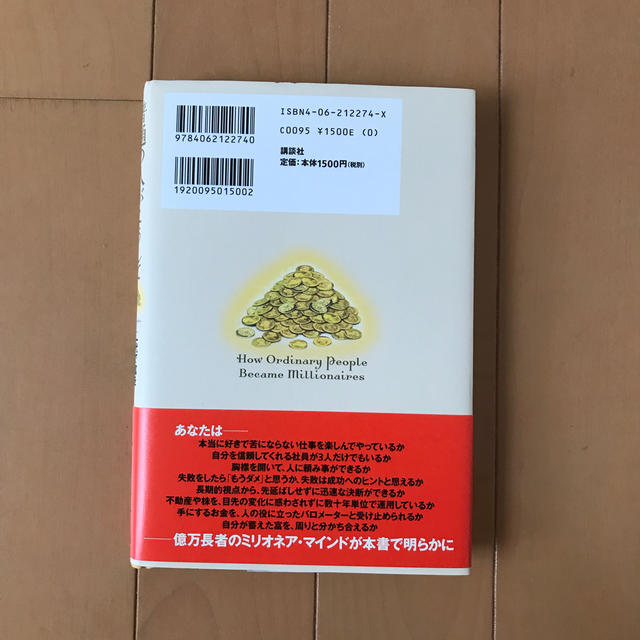 ISBN4-06-212274-X
C0095 ¥1500E (0)
講談社
定価:本体1500円(税別)
9784062122740
1920095015002
How Ordinary People
Became Millionaires
あなたは——
本当に好きで苦にならない仕事を楽しんでやっているか
自分を信頼してくれる社員が3人だけでもいるか
胸襟を開いて、人に頼み事ができるか
失敗をしたら「もうダメ」と思うか、失敗は成功へのヒントと思えるか
長期的視点から、先延ばしせずに迅速な決断ができるか
不動産や株を、目先の変化に惑わされずに数十年単位で運用しているか
手にするお金を、人の役に立ったバロメーターと受け止められるか
自分が蓄えた富を、周りと分かち合えるか
——億万長者のミリオネア・マインドが本書で明らかに